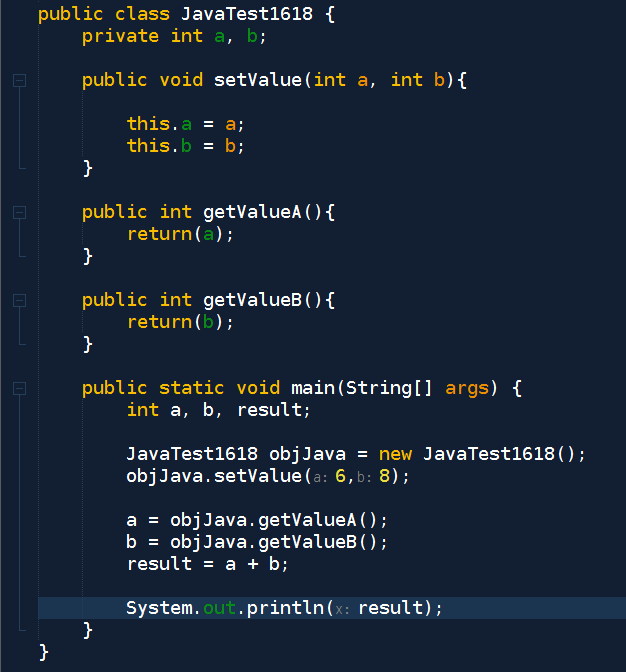 public class JavaTest1618 {
private int a, b;
public void setValue(int a, int b){
this.a = a;
this.b = b;
}
public int getValueA(){
return(a);
}
public int getValueB(){
return(b);
}
public static void main(String[] args) {
int a, b, result;
JavaTest1618 objJava = new JavaTest1618();
objJava.setValue(a: 6,b: 8);
a = objJava.getValueA();
b = objJava.getValueB();
result = a + b;
System.out.println(x: result);
}
}